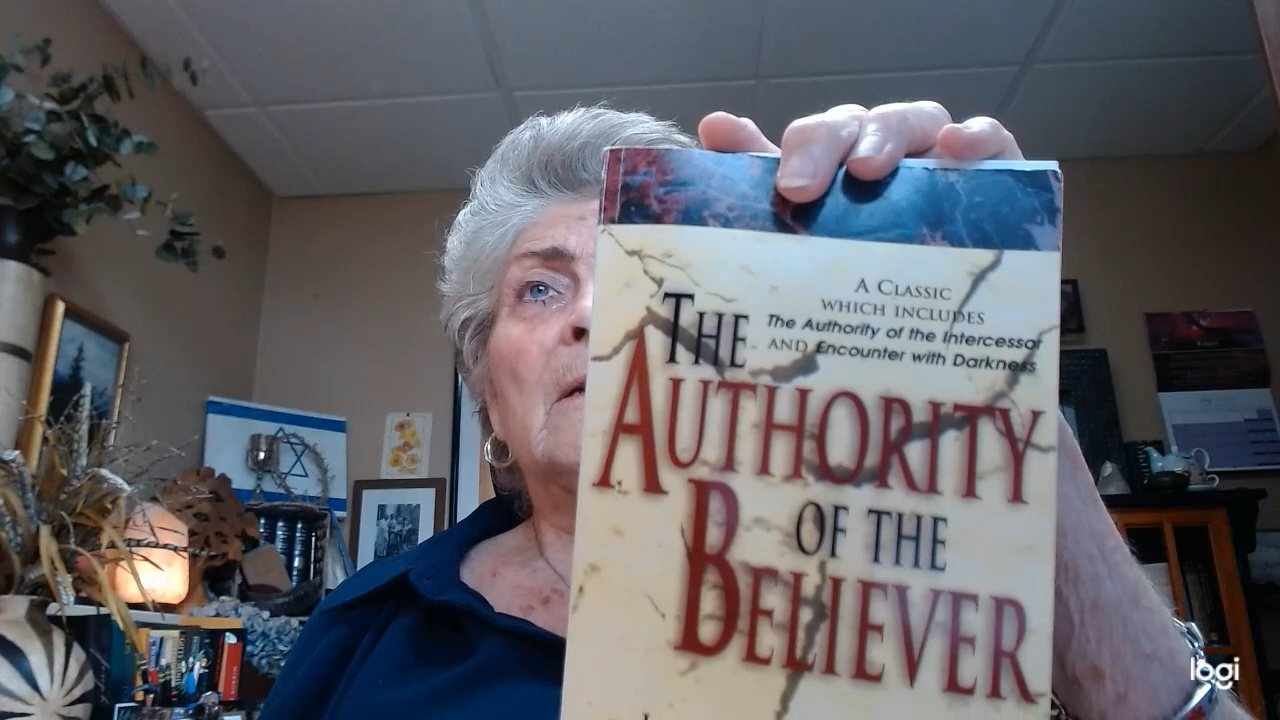 A CLASSIC
WHICH INCLUDES
The Authority of the Intercessor
AND Encounter with Darkness
THE
AUTHORITY
OF THE
BELIEVER
logi